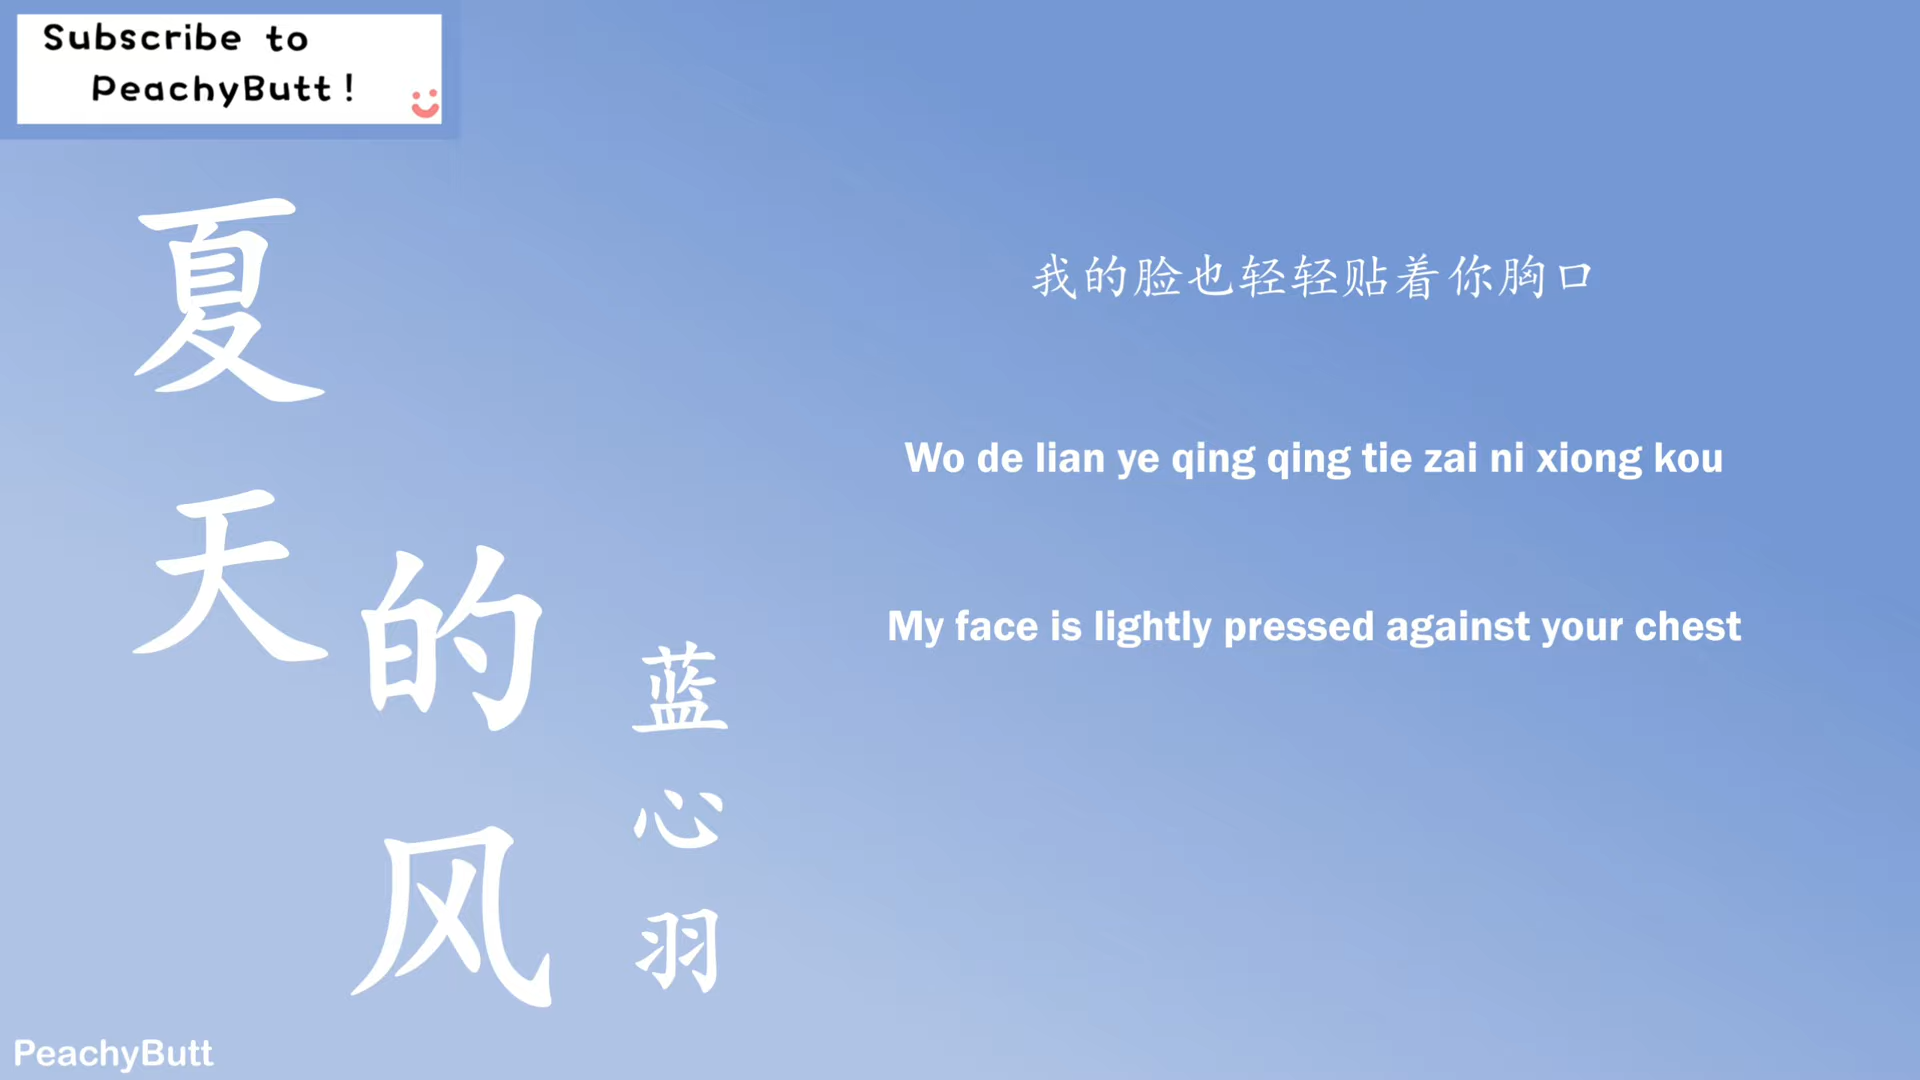 Subscribe to
PeachyButt!
夏天
的风
蓝心羽
我的脸也轻轻贴着你胸口
Wo de lian ye qing qing tie zai ni xiong kou
My face is lightly pressed against your chest
PeachyButt